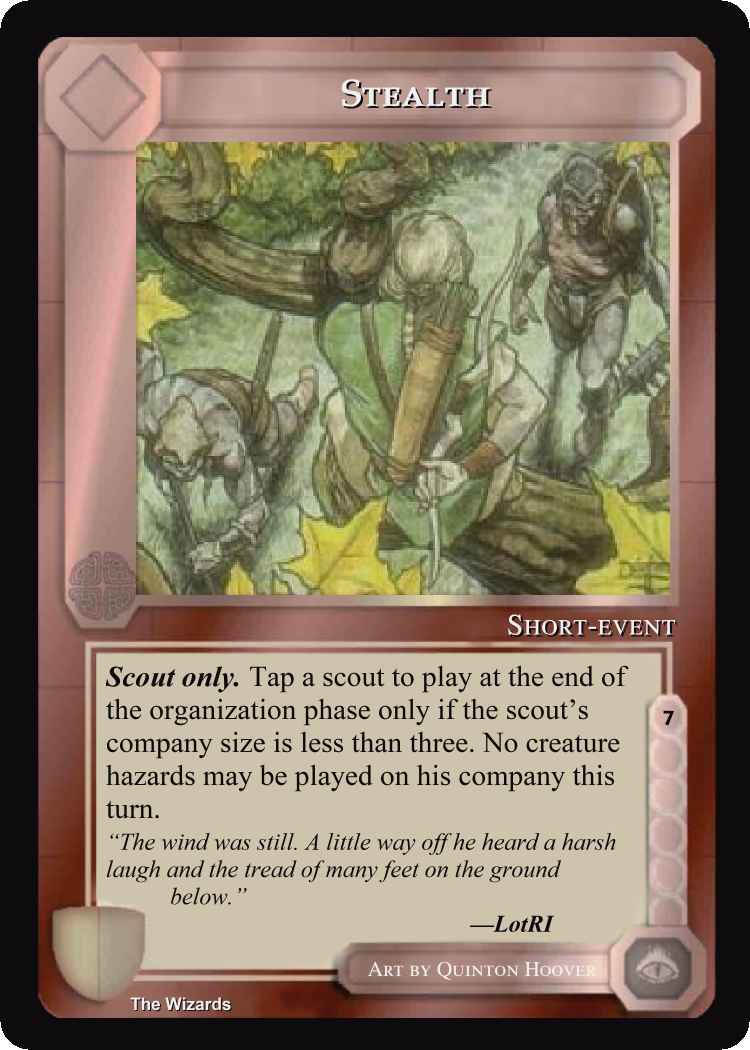 Stealth
Short-event
Scout only. Tap a scout to play at the end of
the organization phase only if the scout’s
company size is less than three. No creature
hazards may be played on his company this
turn.
“The wind was still. A little way off he heard a harsh
laugh and the tread of many feet on the ground
below.”
—LotRI
7
Art by Quinton Hoover
The Wizards